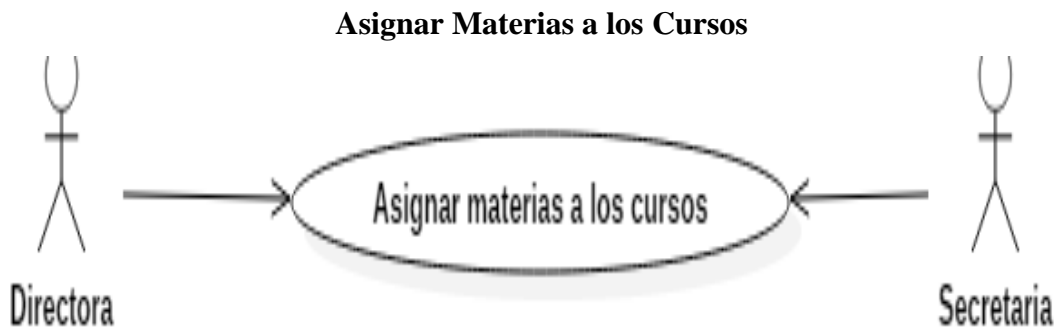 Asignar Materias a los Cursos
Asignar materias a los cursos
Directora
Secretaria